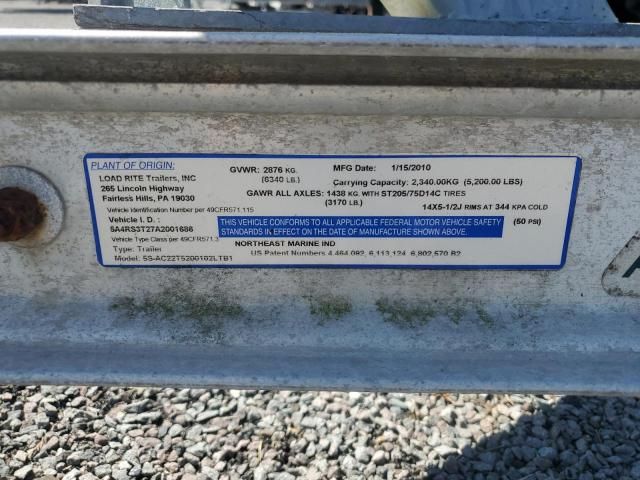 PLANT OF ORIGIN:
LOAD RITE Trailers, INC
265 Lincoln Highway
Fairless Hills, PA 19030
Vehicle Identification Number per 49CFR571.115
Vehicle I. D. :
5A4RS3T27A2001686
Vehicle Type Class per 49CFR571.3
Type: Trailer
Model: 5S-AC22T5200102LTB1
GVWR: 2876 KG. MFG Date: 1/15/2010
(6340 LB.) Carrying Capacity: 2,340.00KG (5,200.00 LBS)
GAWR ALL AXLES: 1438 KG. WITH ST205/75D14C TIRES
(3170 LB.) 14X5-1/2J RIMS AT 344 KPA COLD
(50 PSI)
THIS VEHICLE CONFORMS TO ALL APPLICABLE FEDERAL MOTOR VEHICLE SAFETY
STANDARDS IN EFFECT ON THE DATE OF MANUFACTURE SHOWN ABOVE.
NORTHEAST MARINE IND
US Patent Numbers 4,464,092, 6,113,124, 6,802,570 B2